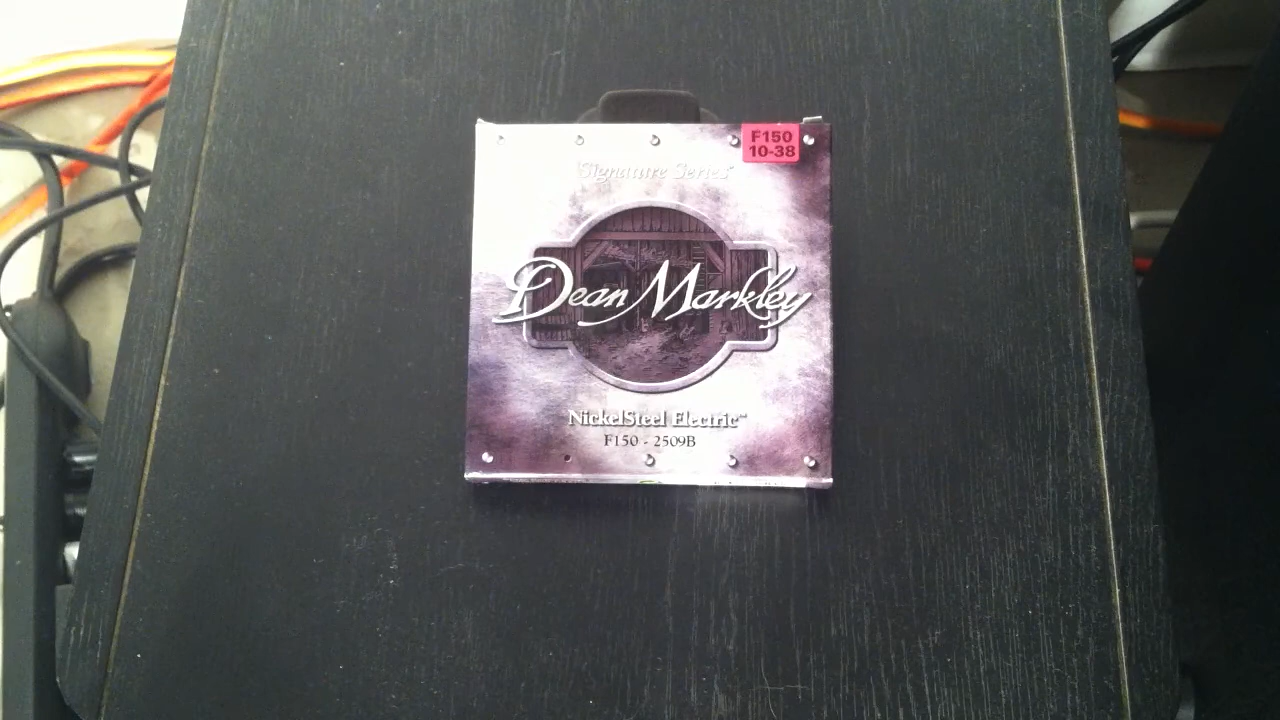 F150
10-38
Signature Series
Dean Markley
NickelSteel Electric™
F150 - 2509B